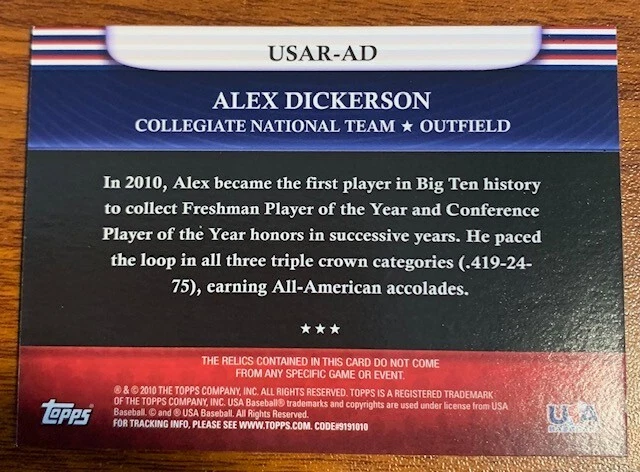 USAR-AD
ALEX DICKERSON
COLLEGIATE NATIONAL TEAM ★ OUTFIELD
In 2010, Alex became the first player in Big Ten history
to collect Freshman Player of the Year and Conference
Player of the Year honors in successive years. He paced
the loop in all three triple crown categories (.419-24-
75), earning All-American accolades.
★★★
THE RELICS CONTAINED IN THIS CARD DO NOT COME
FROM ANY SPECIFIC GAME OR EVENT.
® & © 2010 THE TOPPS COMPANY, INC. ALL RIGHTS RESERVED. TOPPS IS A REGISTERED TRADEMARK
OF THE TOPPS COMPANY, INC. USA Baseball® trademarks and copyrights are used under license from USA
Baseball. © and ® USA Baseball. All Rights Reserved.
FOR TRACKING INFO, PLEASE SEE WWW.TOPPS.COM. CODE#9191010
Topps
USA
BASEBALL